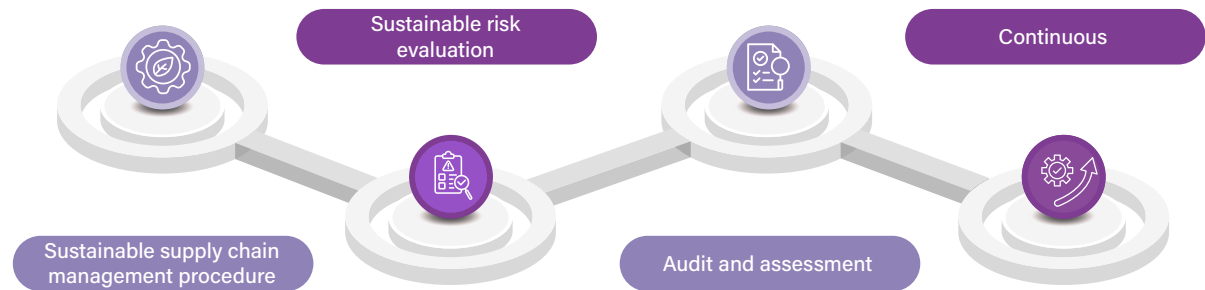 Sustainable risk
evaluation
Continuous
Sustainable supply chain
management procedure
Audit and assessment